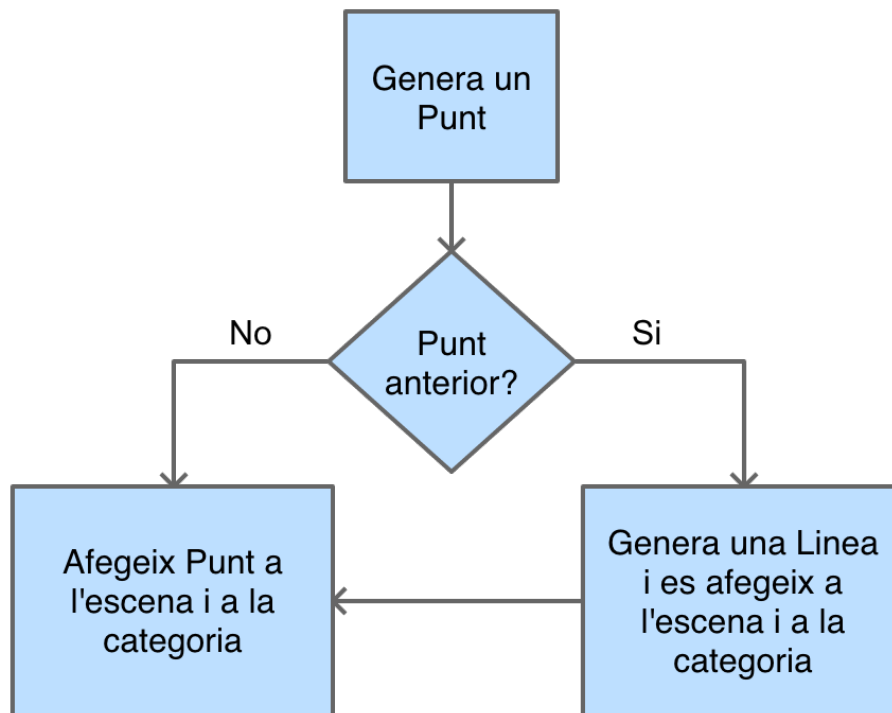 Genera un
Punt
No
Si
Punt
anterior?
Afegeix Punt a
l'escena i a la
categoria
Genera una Linea
i es afegeix a
l'escena i a la
categoria